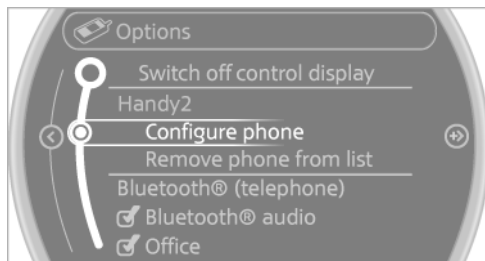 Options
Switch off control display
Handy2
Configure phone
Remove phone from list
Bluetooth® (telephone)
Bluetooth® audio
Office